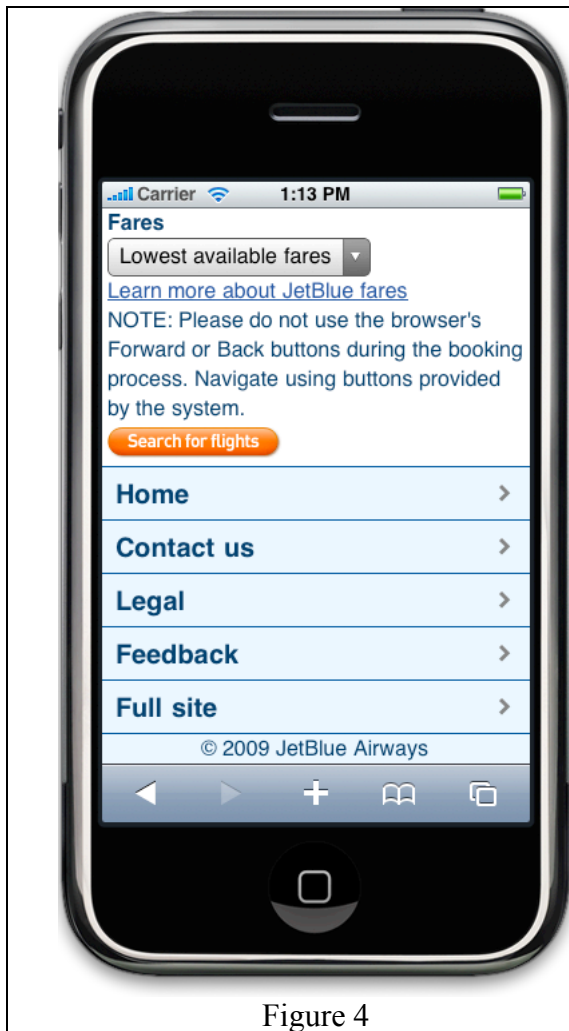 Carrier 1:13 PM
Fares
Lowest available fares
Learn more about JetBlue fares
NOTE: Please do not use the browser's
Forward or Back buttons during the booking
process. Navigate using buttons provided
by the system.
Search for flights
Home
Contact us
Legal
Feedback
Full site
© 2009 JetBlue Airways
Figure 4